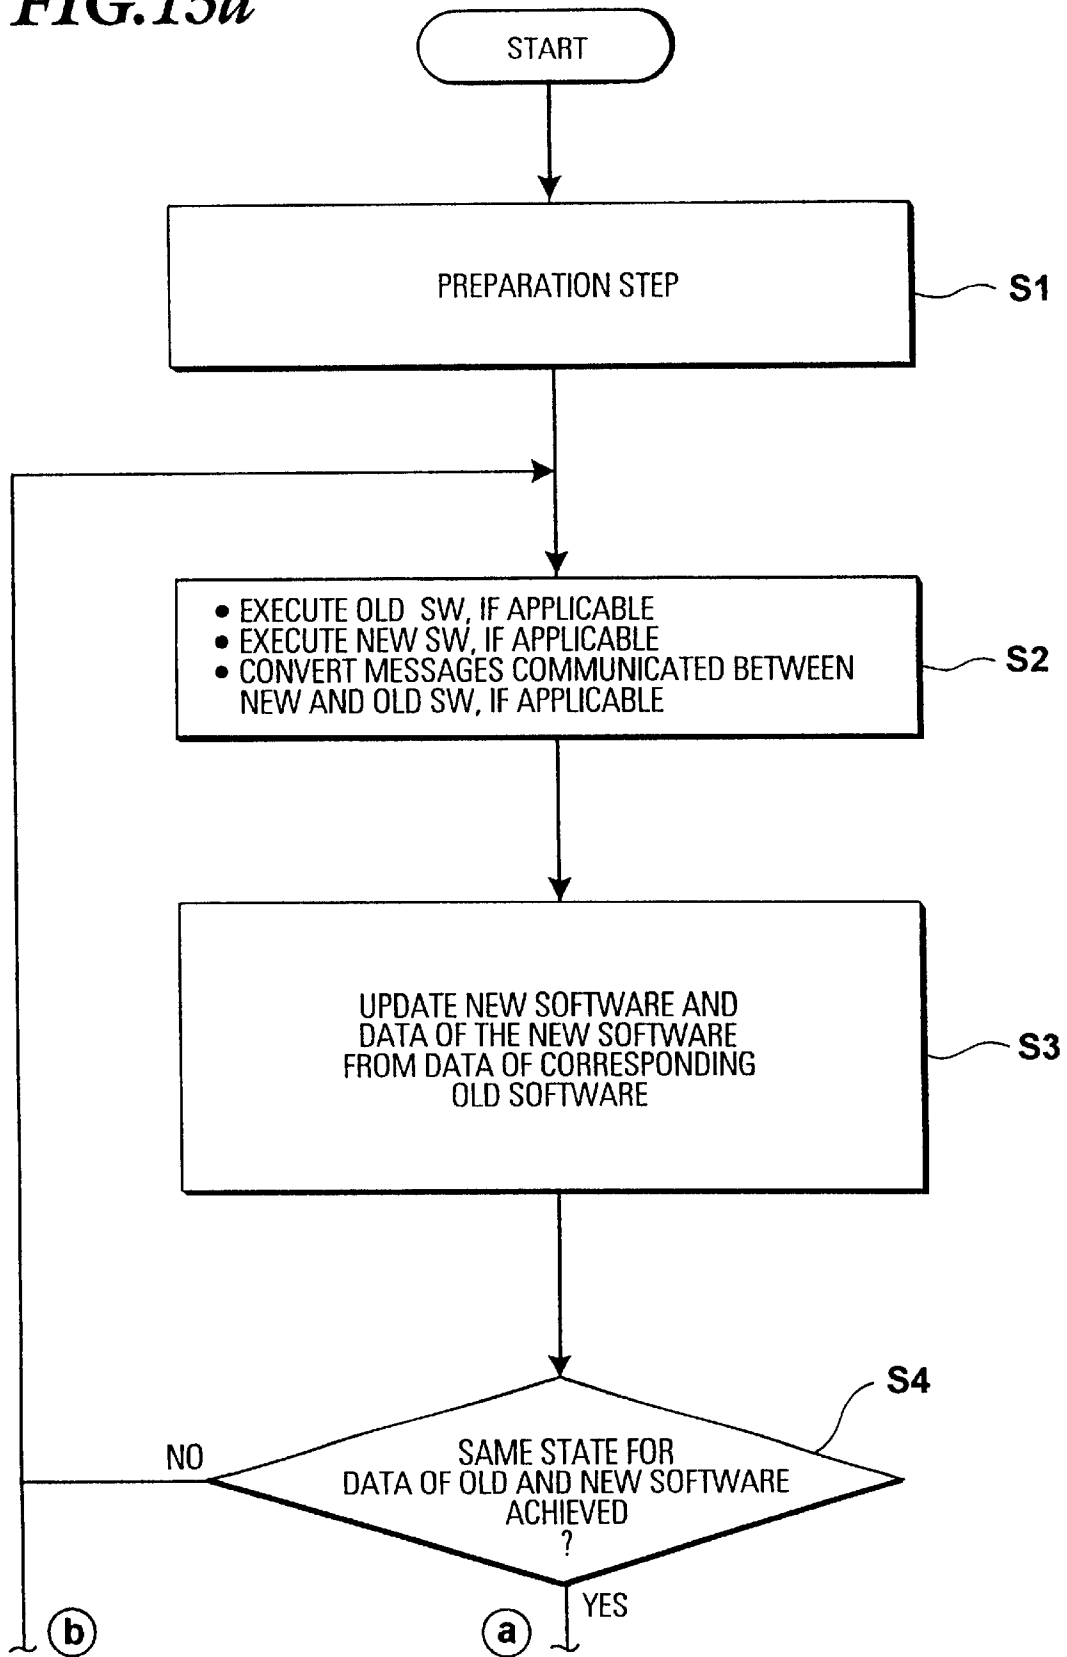 FIG.15a
START
PREPARATION STEP
S1
• EXECUTE OLD SW, IF APPLICABLE
• EXECUTE NEW SW, IF APPLICABLE
• CONVERT MESSAGES COMMUNICATED BETWEEN
NEW AND OLD SW, IF APPLICABLE
S2
UPDATE NEW SOFTWARE AND
DATA OF THE NEW SOFTWARE
FROM DATA OF CORRESPONDING
OLD SOFTWARE
S3
S4
NO
SAME STATE FOR
DATA OF OLD AND NEW SOFTWARE
ACHIEVED
?
YES
b
a